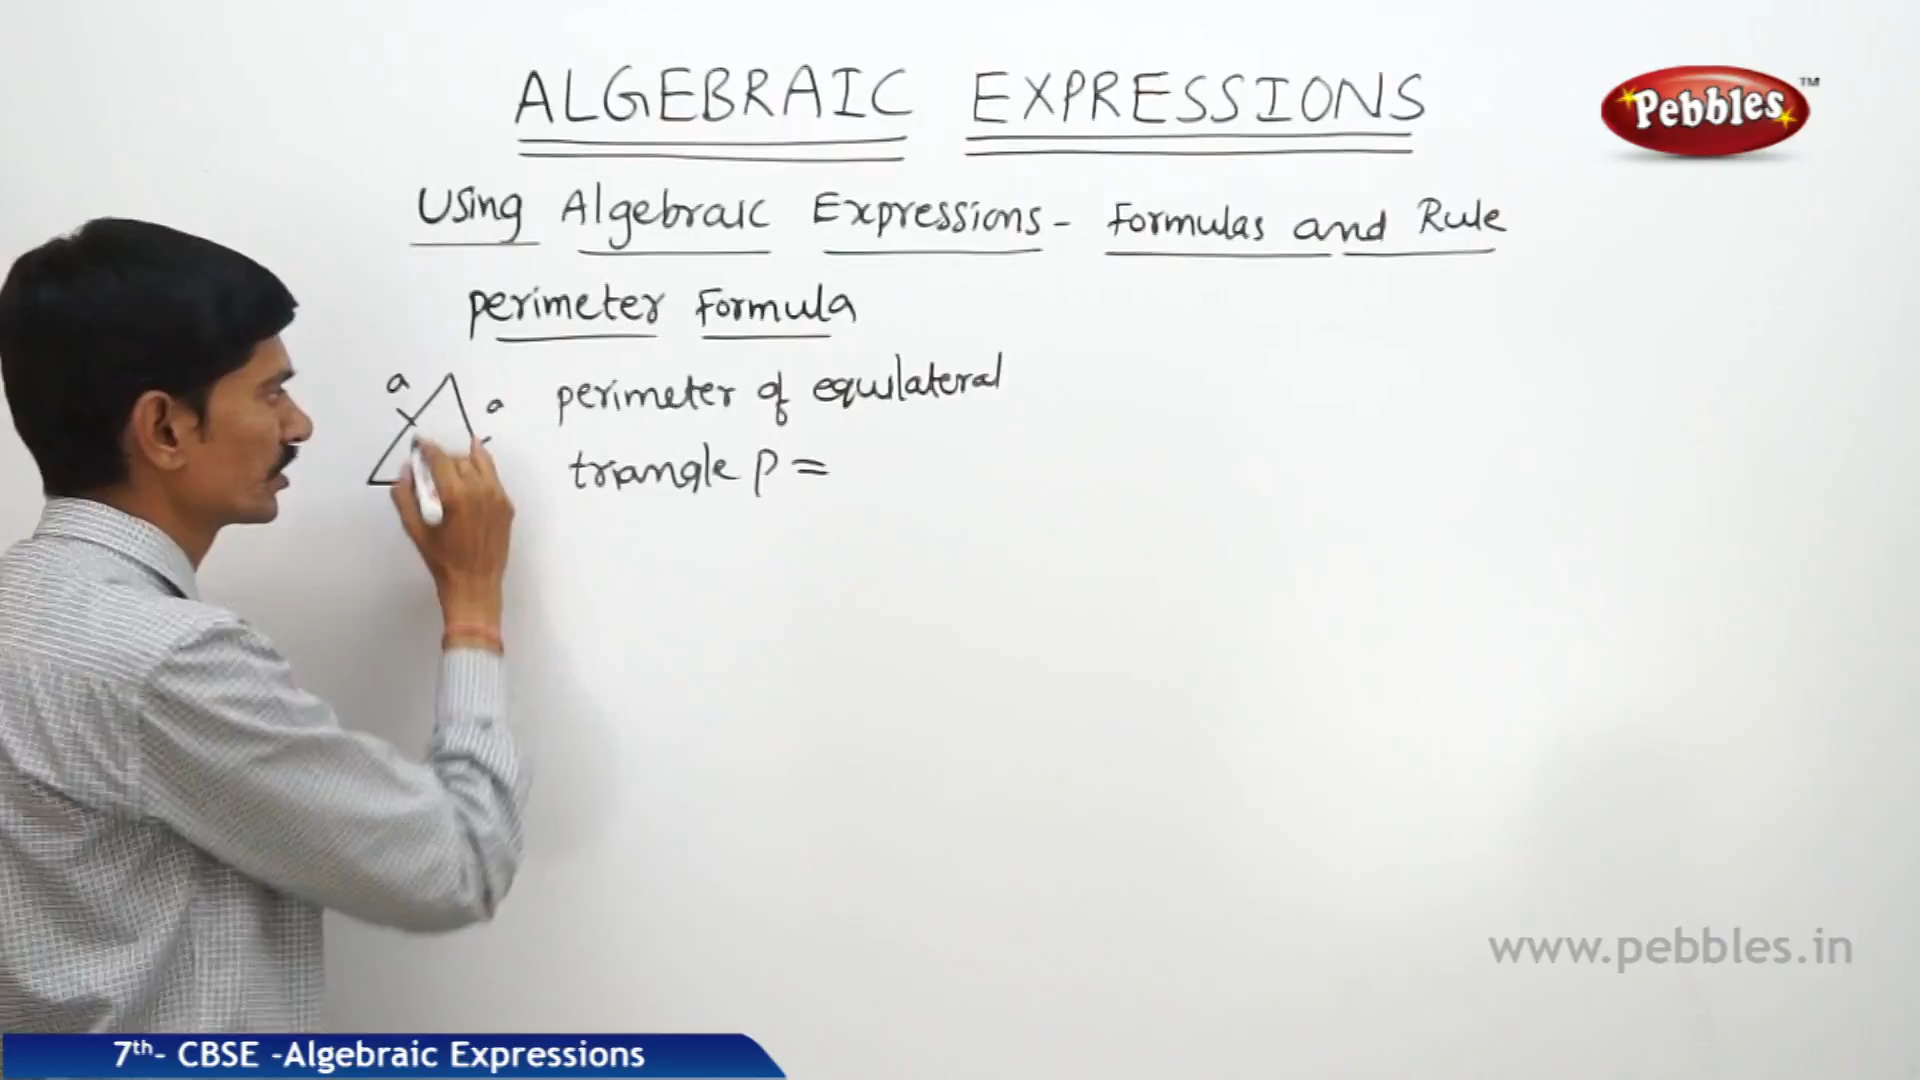 ALGEBRAIC EXPRESSIONS
Pebbles™
Using Algebraic Expressions - Formulas and Rule
perimeter Formula
a
a
perimeter of equilateral
triangle p =
www.pebbles.in
7th- CBSE -Algebraic Expressions